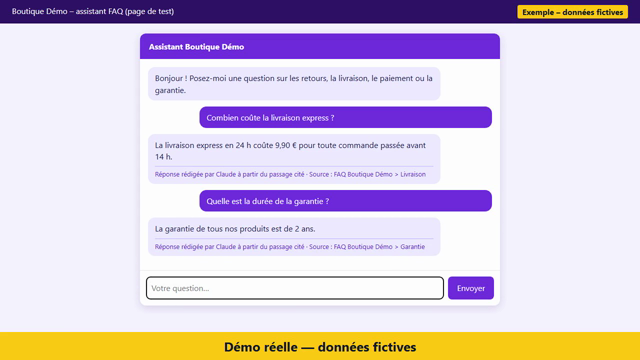 Boutique Démo – assistant FAQ (page de test)
Exemple – données fictives
Assistant Boutique Démo
Bonjour ! Posez-moi une question sur les retours, la livraison, le paiement ou la
garantie.
Combien coûte la livraison express ?
La livraison express en 24 h coûte 9,90 € pour toute commande passée avant
14 h.
Réponse rédigée par Claude à partir du passage cité · Source : FAQ Boutique Démo > Livraison
Quelle est la durée de la garantie ?
La garantie de tous nos produits est de 2 ans.
Réponse rédigée par Claude à partir du passage cité · Source : FAQ Boutique Démo > Garantie
Votre question...
Envoyer
Démo réelle — données fictives